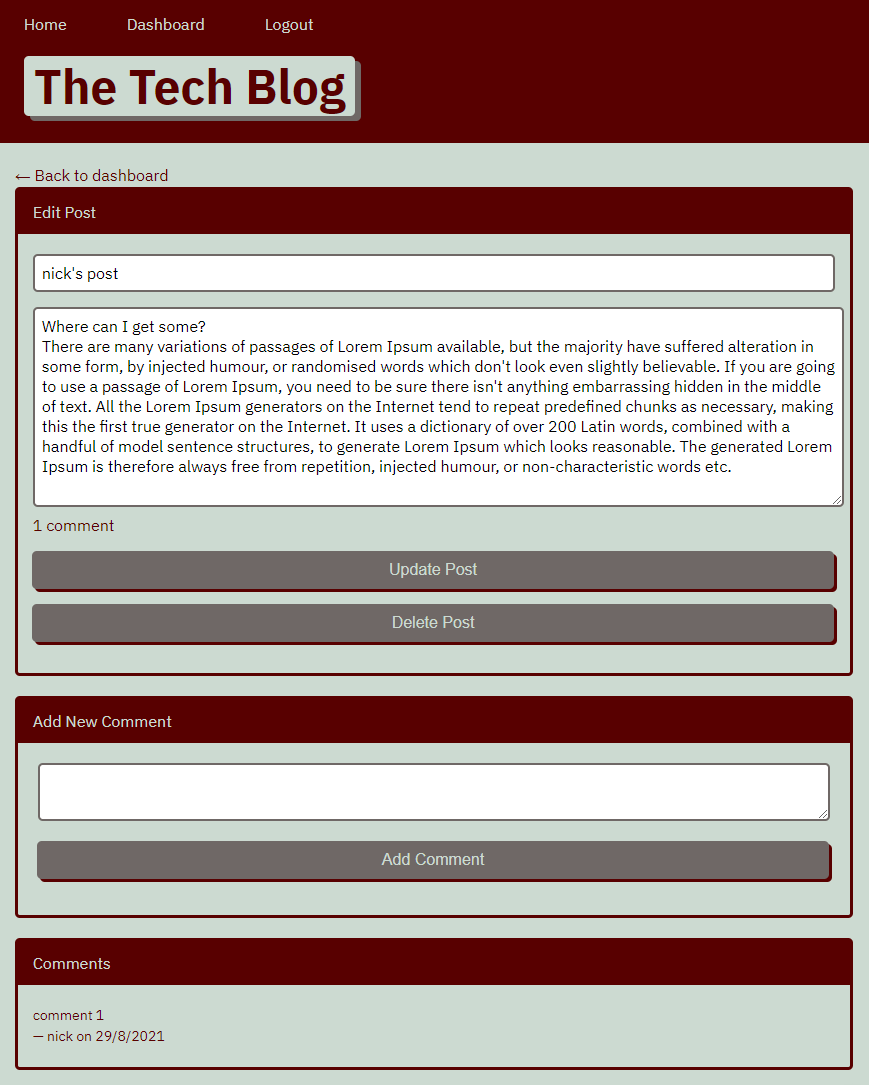 Home Dashboard Logout
The Tech Blog
← Back to dashboard
Edit Post
nick's post
Where can I get some?
There are many variations of passages of Lorem Ipsum available, but the majority have suffered alteration in
some form, by injected humour, or randomised words which don't look even slightly believable. If you are going
to use a passage of Lorem Ipsum, you need to be sure there isn't anything embarrassing hidden in the middle
of text. All the Lorem Ipsum generators on the Internet tend to repeat predefined chunks as necessary, making
this the first true generator on the Internet. It uses a dictionary of over 200 Latin words, combined with a
handful of model sentence structures, to generate Lorem Ipsum which looks reasonable. The generated Lorem
Ipsum is therefore always free from repetition, injected humour, or non-characteristic words etc.
1 comment
Update Post
Delete Post
Add New Comment
Add Comment
Comments
comment 1
— nick on 29/8/2021